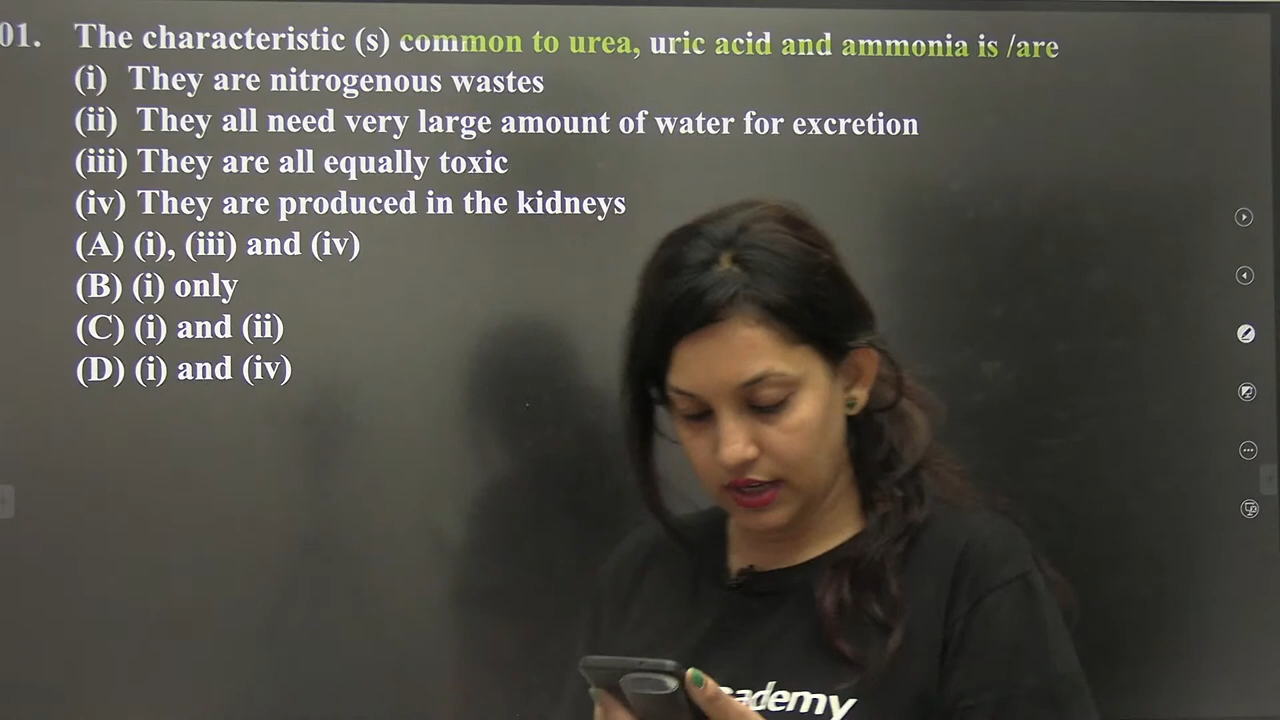 01. The characteristic (s) common to urea, uric acid and ammonia is /are
(i) They are nitrogenous wastes
(ii) They all need very large amount of water for excretion
(iii) They are all equally toxic
(iv) They are produced in the kidneys
(A) (i), (iii) and (iv)
(B) (i) only
(C) (i) and (ii)
(D) (i) and (iv)
ademy